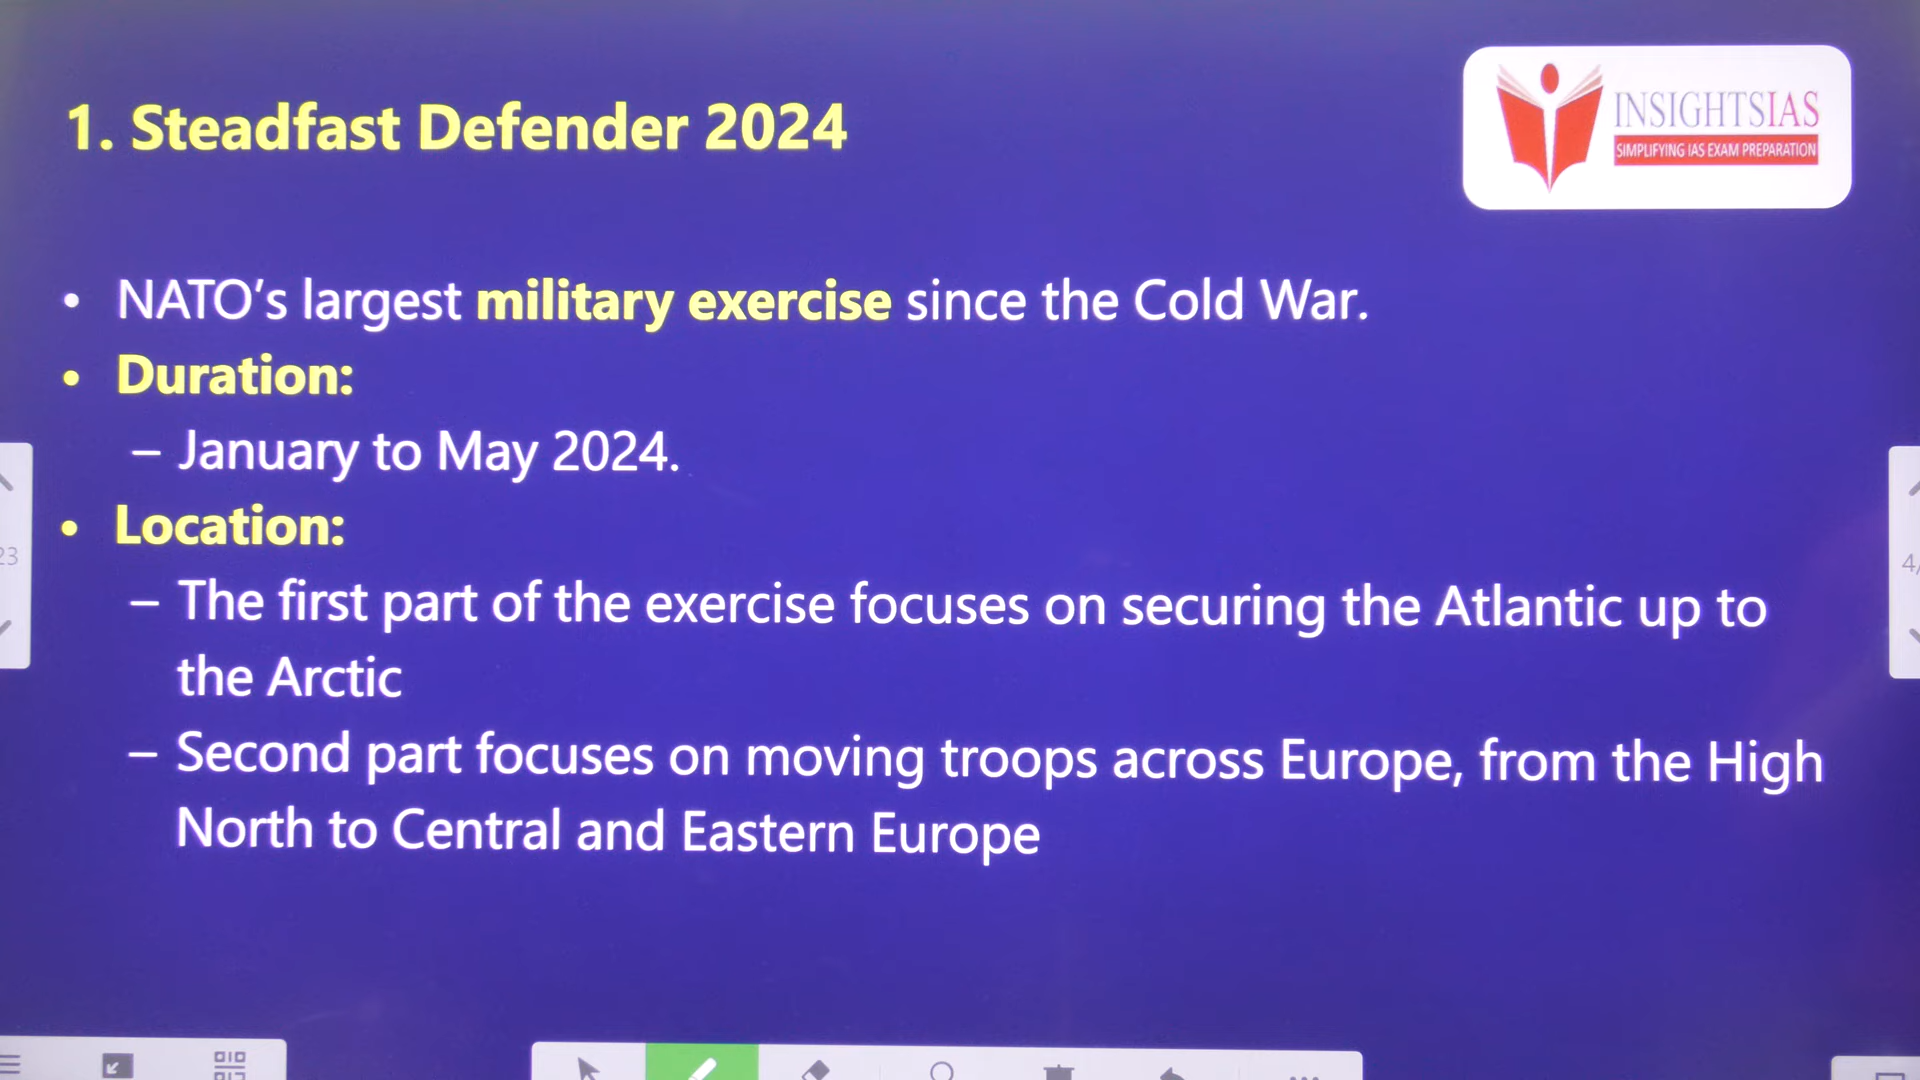 1. Steadfast Defender 2024
INSIGHTSIAS
SIMPLIFYING IAS EXAM PREPARATION
• NATO’s largest military exercise since the Cold War.
• Duration:
– January to May 2024.
• Location:
– The first part of the exercise focuses on securing the Atlantic up to
the Arctic
– Second part focuses on moving troops across Europe, from the High
North to Central and Eastern Europe
23
4/